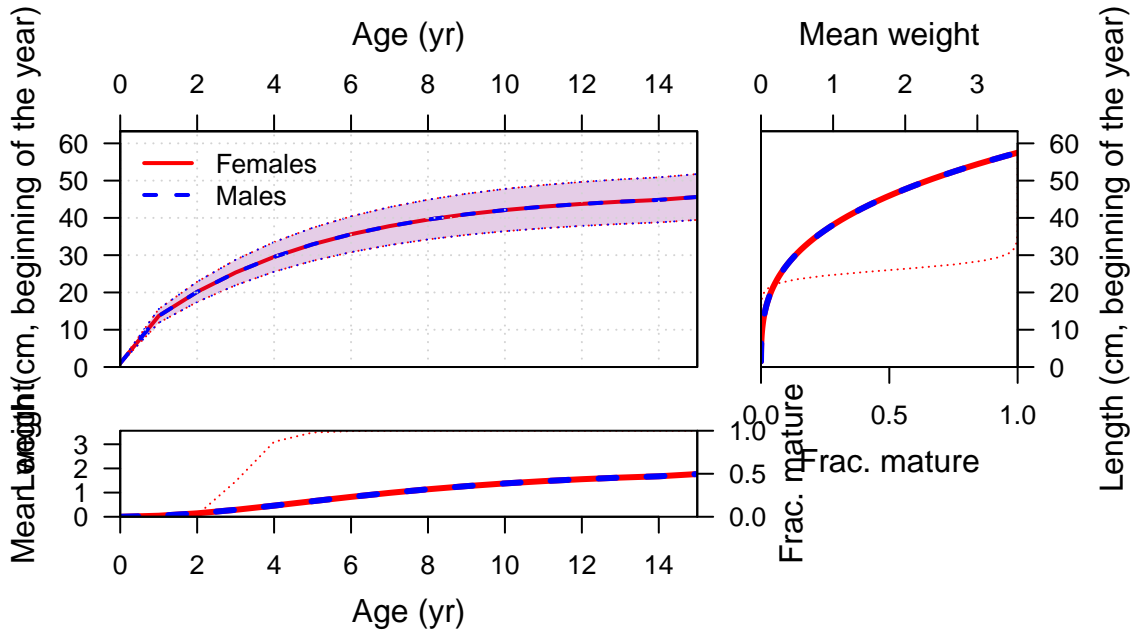 Age (yr)
Mean weight
0 2 4 6 8 10 12 14
0 1 2 3
Length (cm, beginning of the year)
60
50
40
30
20
10
0
Females
Males
60
50
40
30
20
10
0
Length (cm, beginning of the year)
0.0 0.5 1.0
Frac. mature
Mean weight
3
2
1
0
1.0
0.5
0.0
Frac. mature
0 2 4 6 8 10 12 14
Age (yr)